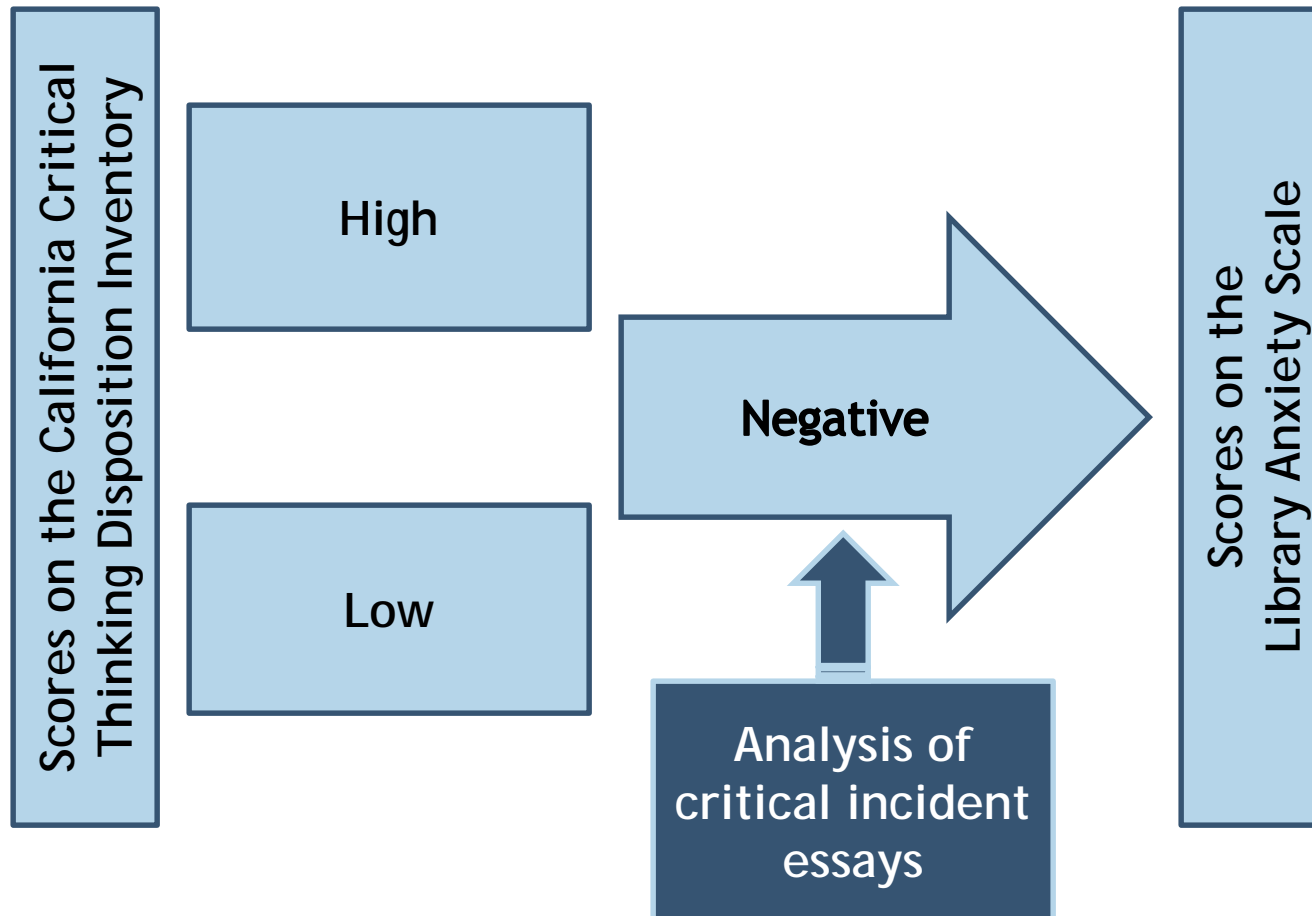 Scores on the California Critical
Thinking Disposition Inventory
High
Low
Negative
Analysis of
critical incident
essays
Scores on the
Library Anxiety Scale